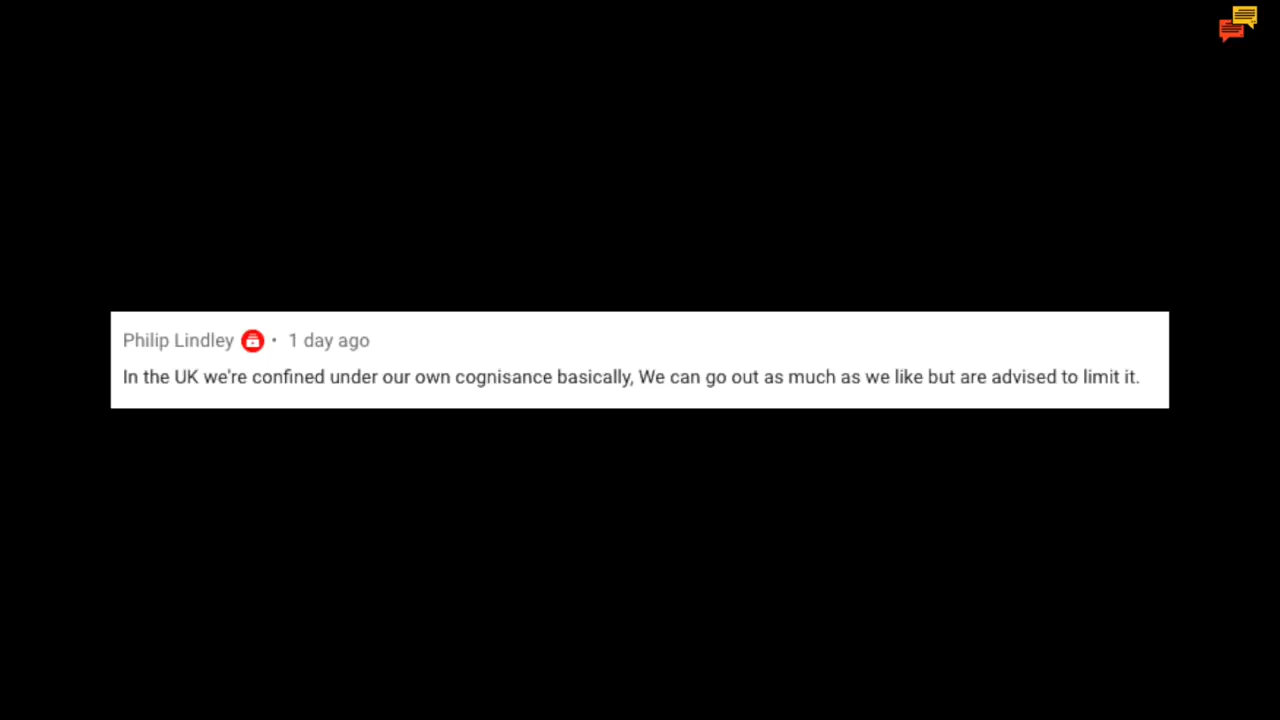 Philip Lindley • 1 day ago
In the UK we're confined under our own cognisance basically, We can go out as much as we like but are advised to limit it.